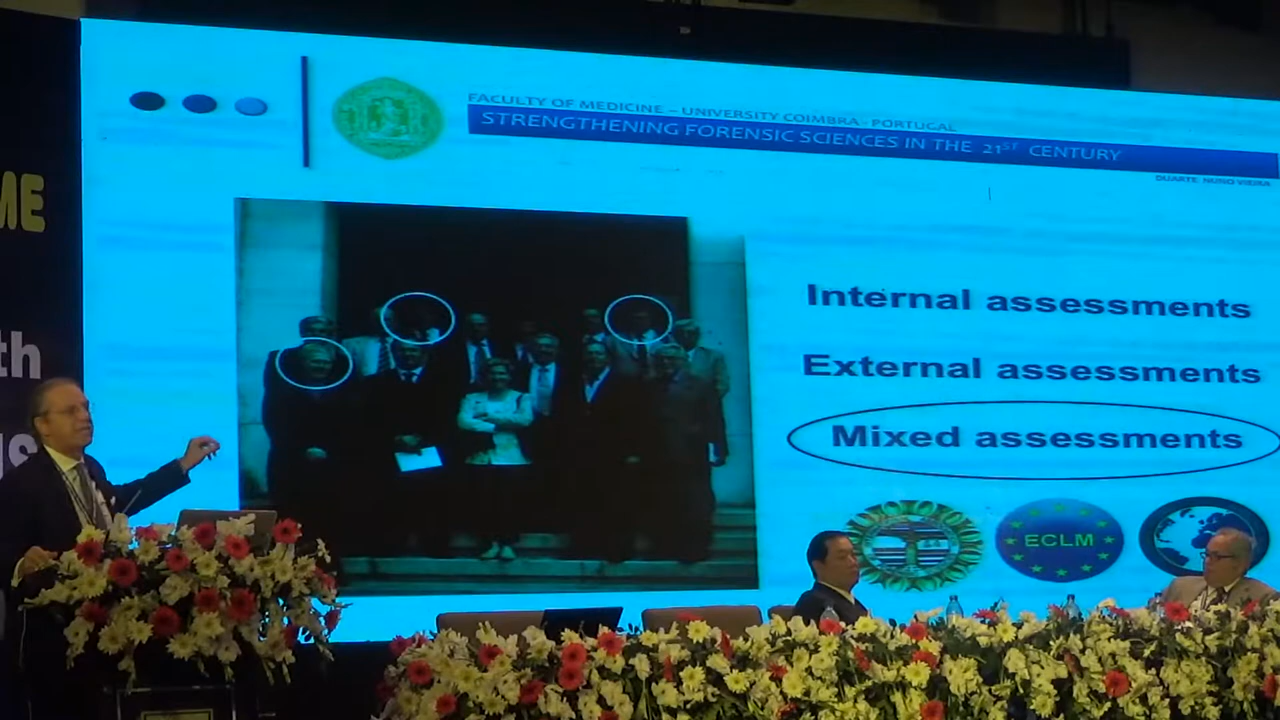 FACULTY OF MEDICINE – UNIVERSITY COIMBRA - PORTUGAL
STRENGTHENING FORENSIC SCIENCES IN THE 21ST CENTURY
DUARTE NUNO VIEIRA
ME
th
gs
Internal assessments
External assessments
Mixed assessments
ECLM